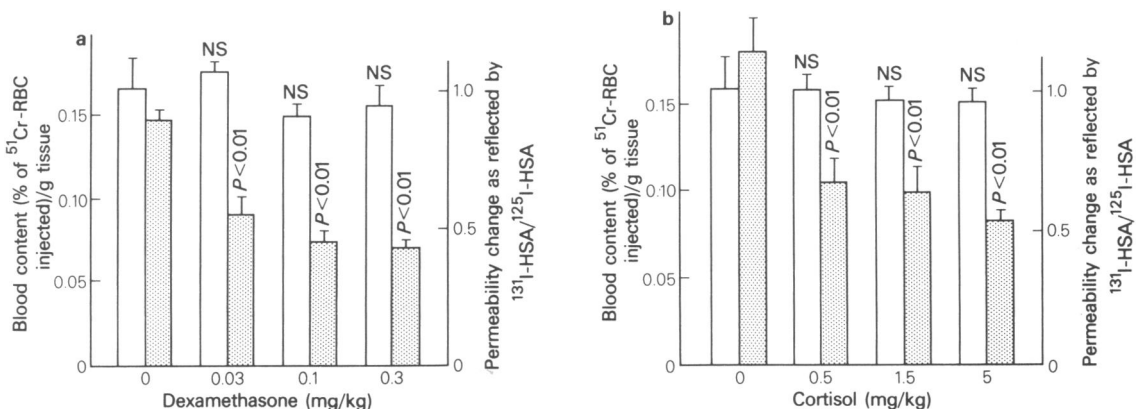 a
Blood content (% of ⁵¹Cr-RBC
injected)/g tissue
0.15
0.10
0.05
0
NS
NS
NS
P<0.01
P<0.01
P<0.01
1.0
0.5
0
Permeability change as reflected by
¹³¹I-HSA/¹²⁵I-HSA
0
0.03
0.1
0.3
Dexamethasone (mg/kg)
b
Blood content (% of ⁵¹Cr-RBC
injected)/g tissue
0.15
0.10
0.05
0
NS
NS
NS
P<0.01
P<0.01
P<0.01
1.0
0.5
0
Permeability change as reflected by
¹³¹I-HSA/¹²⁵I-HSA
0
0.5
1.5
5
Cortisol (mg/kg)